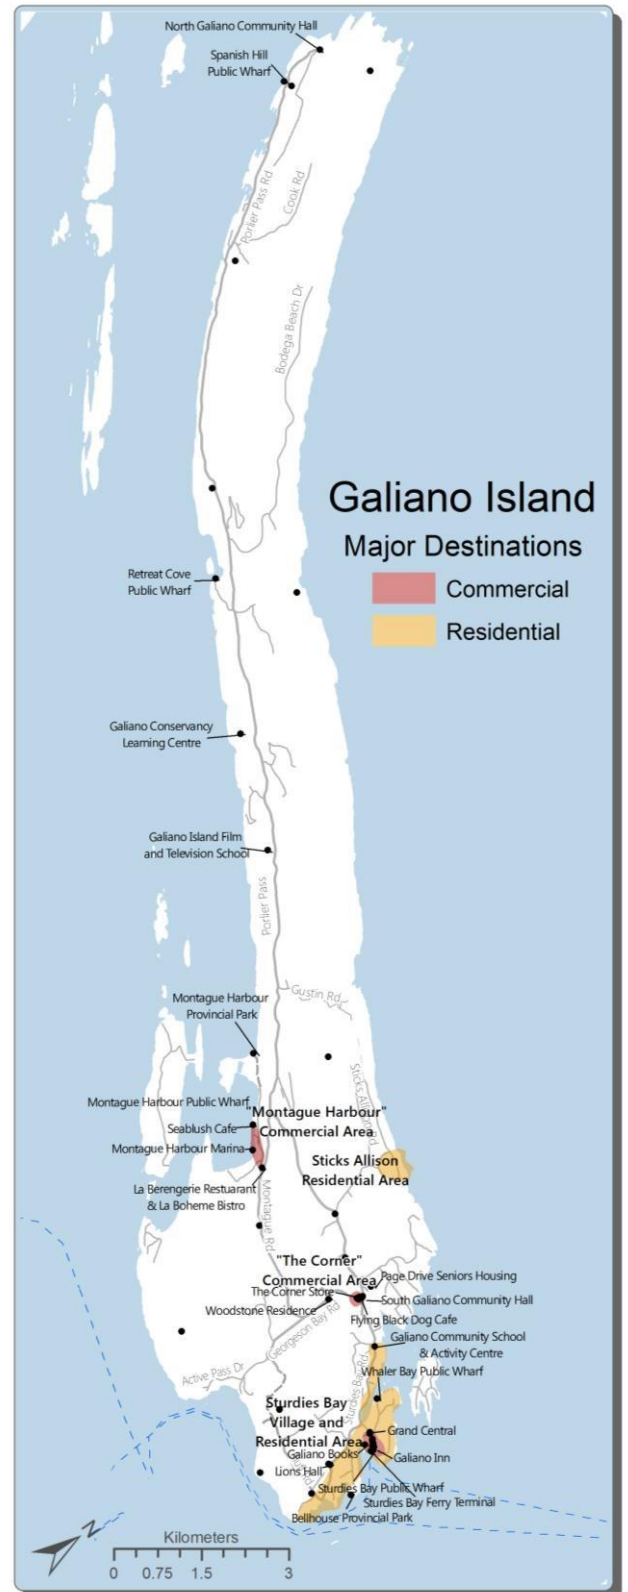 North Galiano Community Hall
Spanish Hill
Public Wharf
Porlier Pass Rd
Cook Rd
Bodega Beach Dr
Galiano Island
Major Destinations
Commercial
Residential
Retreat Cove
Public Wharf
Galiano Conservancy
Learning Centre
Galiano Island Film
and Television School
Porlier Pass
Gustin Rd
Montague Harbour
Provincial Park
Sticks Allison Rd
Montague Harbour Public Wharf
"Montague Harbour"
Commercial Area
Seablush Cafe
Montague Harbour Marina
Sticks Allison
Residential Area
La Berengerie Restuarant
& La Boheme Bistro
Montague Rd
"The Corner"
Commercial Area
Page Drive Seniors Housing
The Corner Store
South Galiano Community Hall
Woodstone Residence
Flying Black Dog Cafe
Georgeson Bay Rd
Galiano Community School
& Activity Centre
Whaler Bay Public Wharf
Active Pass Dr
Sturdies Bay Rd
Sturdies Bay
Village and
Residential Area
Grand Central
Galiano Books
Galiano Inn
Lions Hall
Sturdies Bay Public Wharf
Sturdies Bay Ferry Terminal
Bellhouse Provincial Park
N
Kilometers
0 0.75 1.5 3